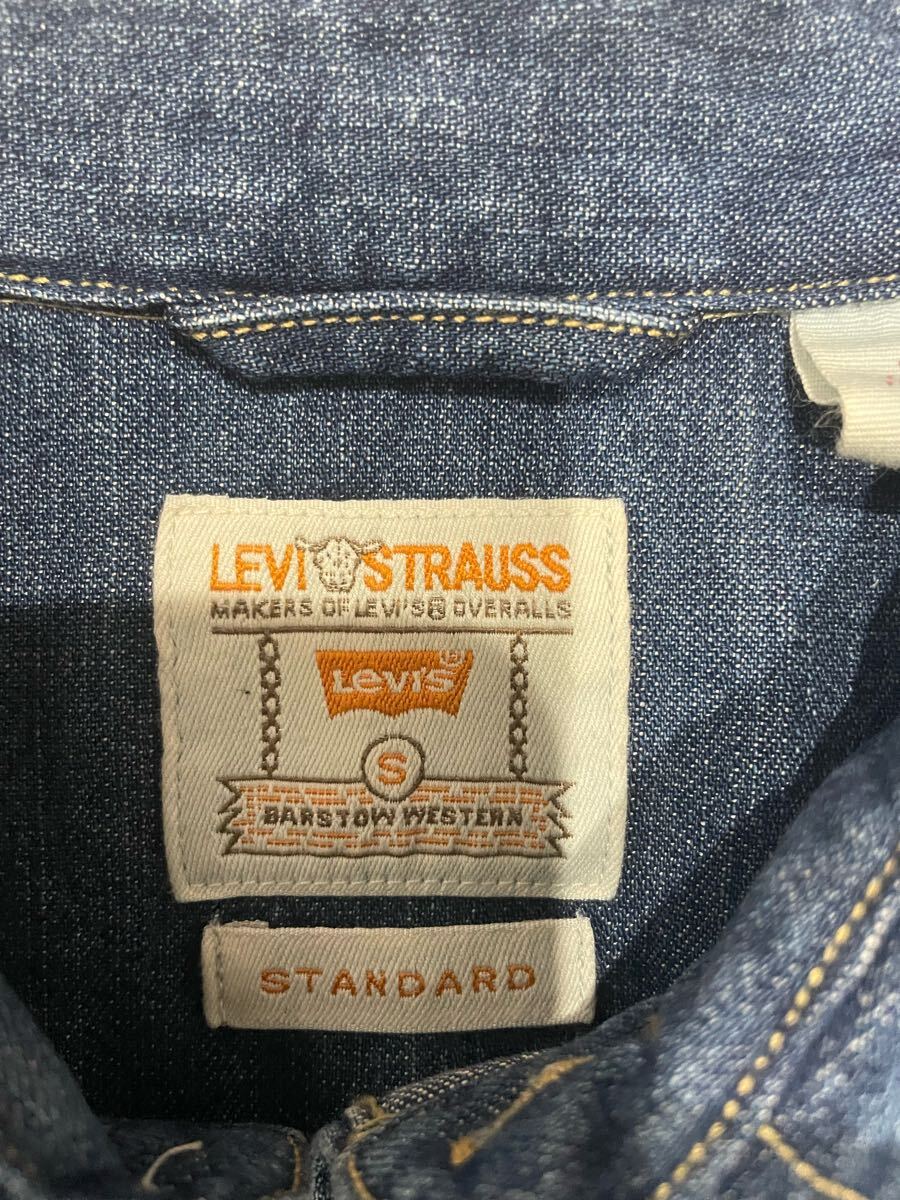 LEVI STRAUSS
MAKERS OF LEVI'S® OVERALLS
Levi's®
S
BARSTOW WESTERN
STANDARD